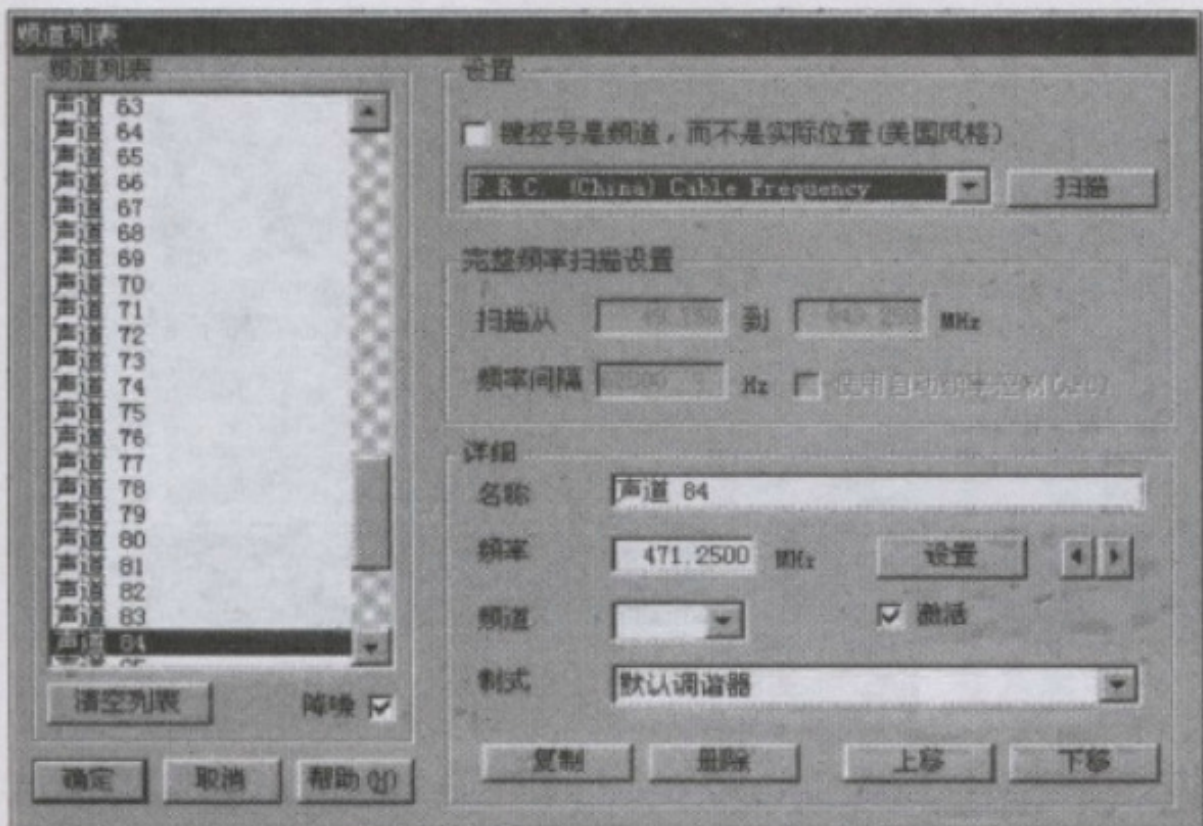 频道列表
频道列表
声道 63
声道 64
声道 65
声道 66
声道 67
声道 68
声道 69
声道 70
声道 71
声道 72
声道 73
声道 74
声道 75
声道 76
声道 77
声道 78
声道 79
声道 80
声道 81
声道 82
声道 83
声道 84
清空列表
降噪
确定
取消
帮助(H)
设置
键控号是频道,而不是实际位置(美国风格)
P.R.C. (China) Cable Frequency
扫描
完整频率扫描设置
扫描从
到
MHz
频率间隔
Hz
详细
名称
声道 84
频率
471.2500
MHz
设置
频道
激活
制式
默认调谐器
复制
删除
上移
下移